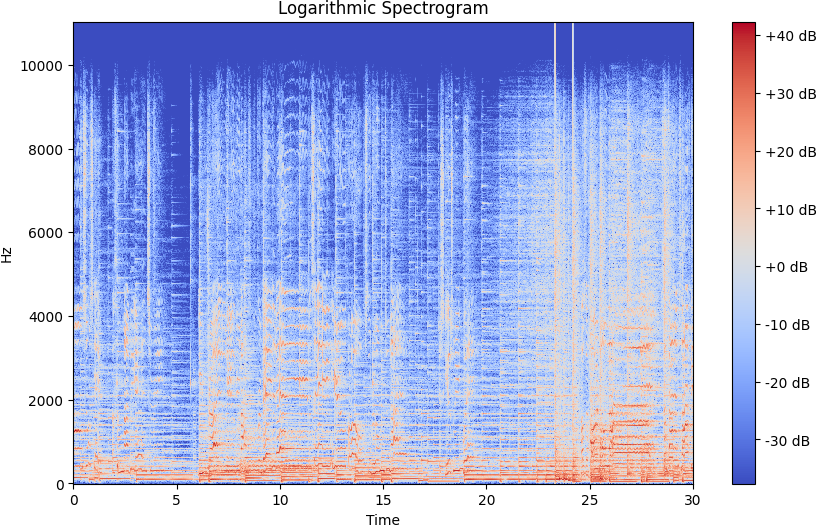 Logarithmic Spectrogram
Hz
10000
8000
6000
4000
2000
0
0 5 10 15 20 25 30
Time
+40 dB
+30 dB
+20 dB
+10 dB
+0 dB
-10 dB
-20 dB
-30 dB